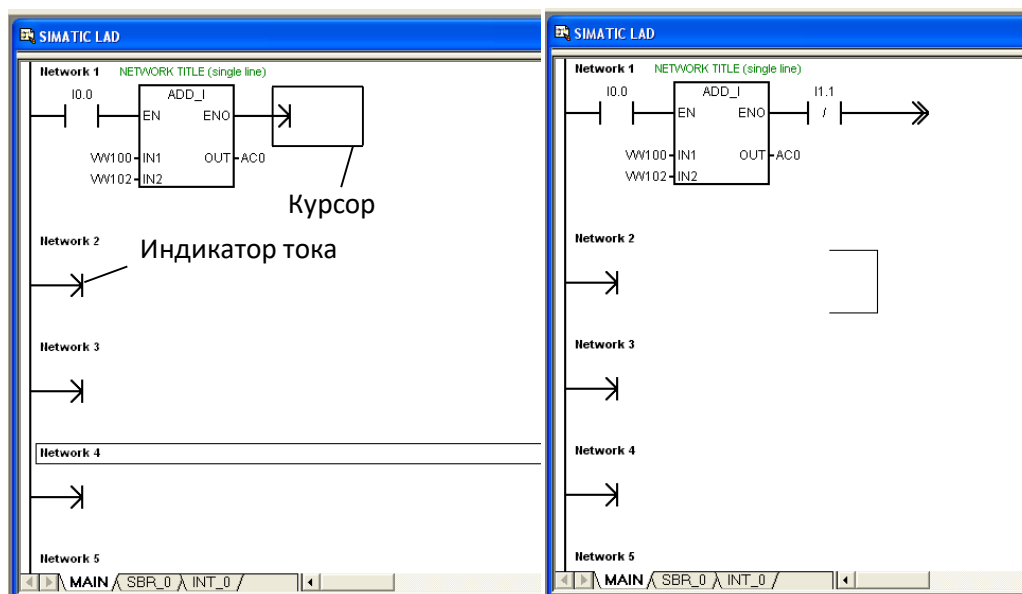 SIMATIC LAD
Network 1 NETWORK TITLE (single line)
I0.0 ADD_I
EN ENO
VW100 IN1 OUT AC0
VW102 IN2
Курсор
Network 2
Индикатор тока
Network 3
Network 4
Network 5
MAIN SBR_0 INT_0
SIMATIC LAD
Network 1 NETWORK TITLE (single line)
I0.0 ADD_I I1.1
EN ENO /
VW100 IN1 OUT AC0
VW102 IN2
Network 2
Network 3
Network 4
Network 5
MAIN SBR_0 INT_0